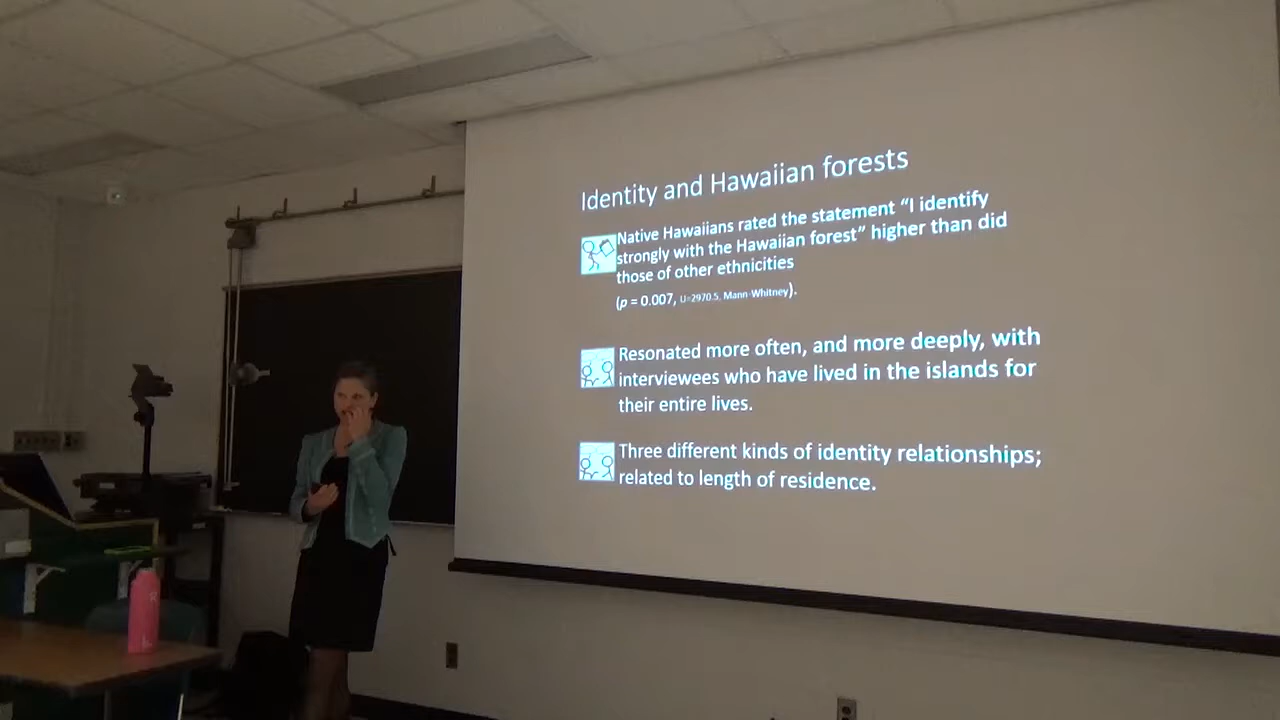 Identity and Hawaiian forests
Native Hawaiians rated the statement “I identify
strongly with the Hawaiian forest” higher than did
those of other ethnicities
(p = 0.007, U=2970.5, Mann-Whitney).
Resonated more often, and more deeply, with
interviewees who have lived in the islands for
their entire lives.
Three different kinds of identity relationships;
related to length of residence.